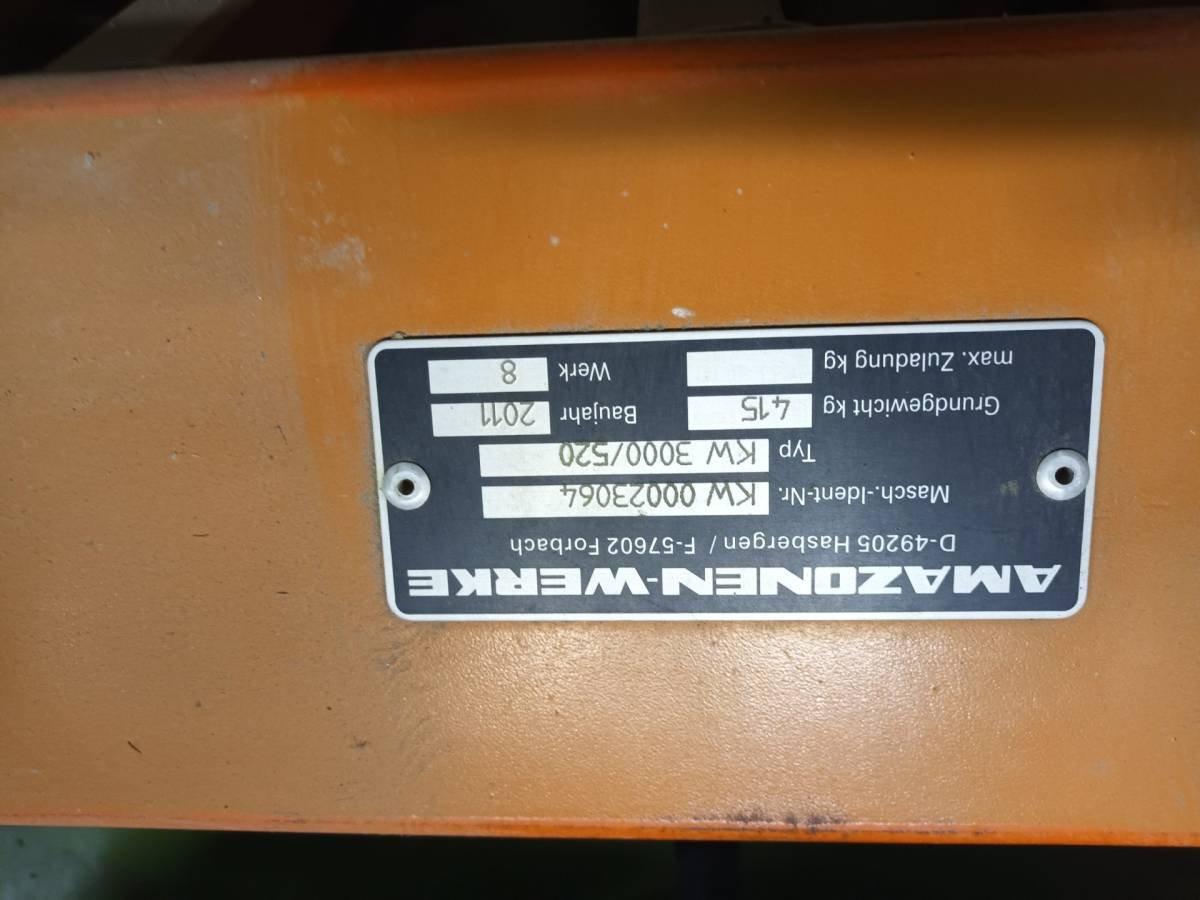 AMAZONEN-WERKE
D-49205 Hasbergen / F-57602 Forbach
Masch.-Ident-Nr. KW 00023064
Typ KW 3000/520
Grundgewicht kg 415 Baujahr 2011
max. Zuladung kg Werk 8